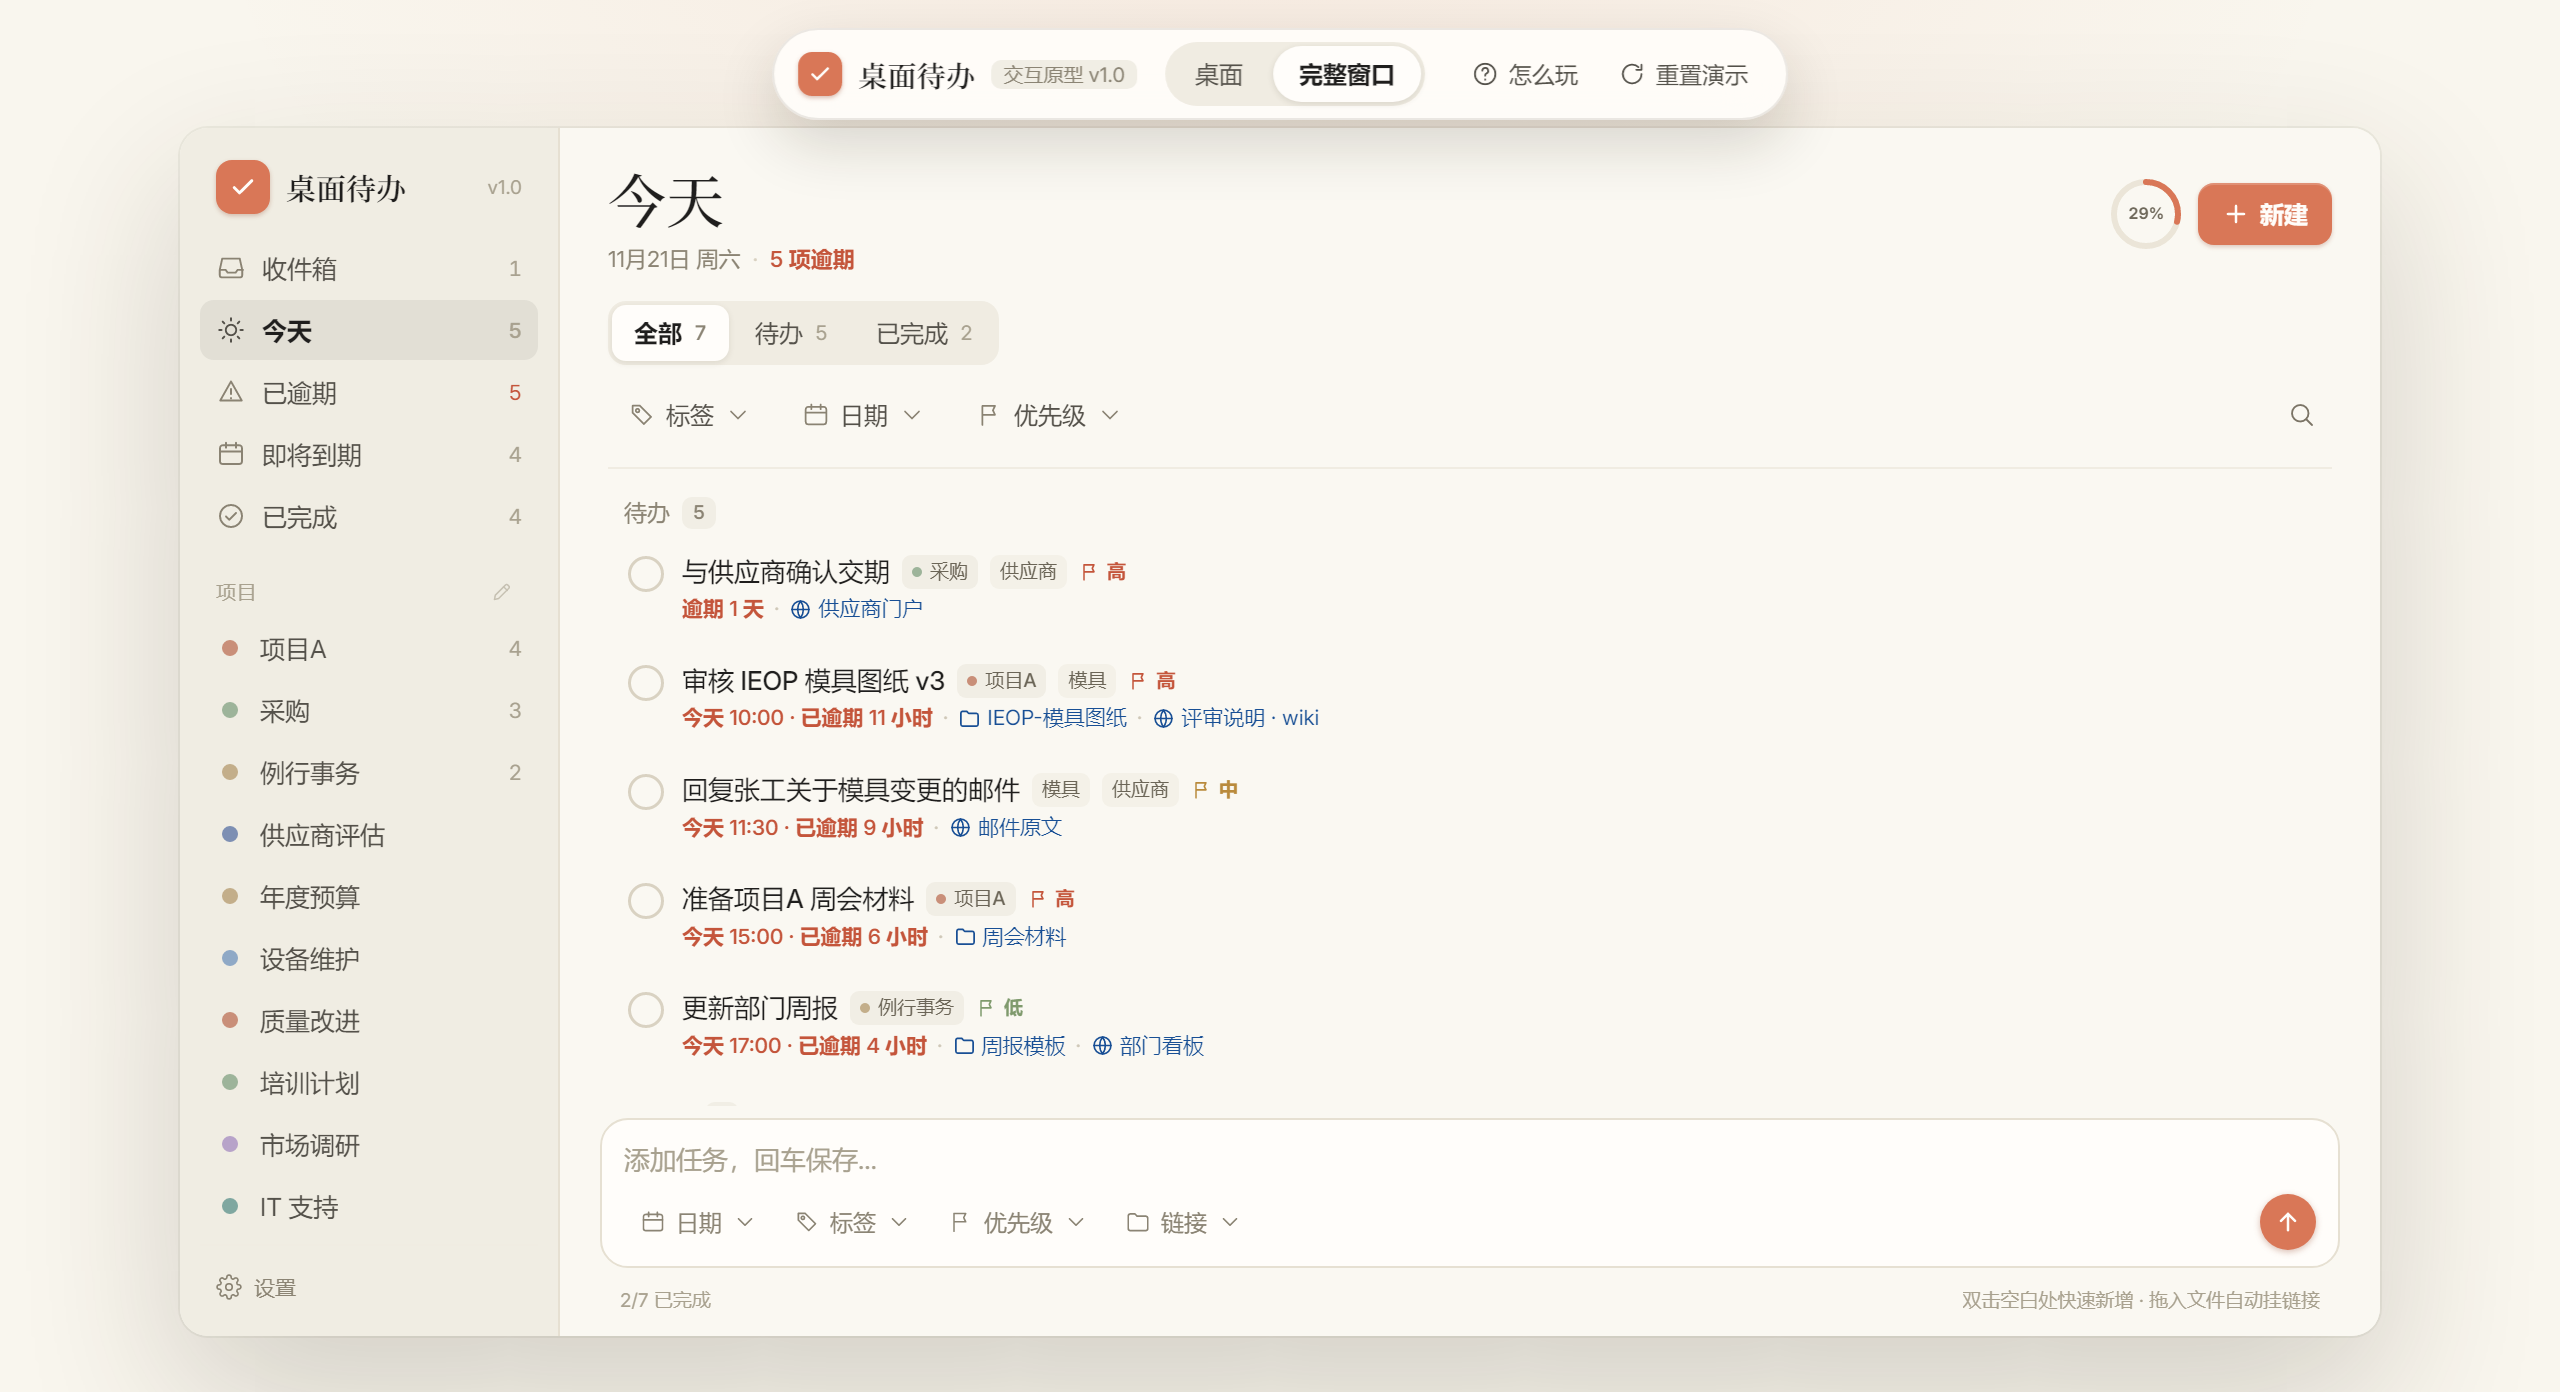 桌面待办 交互原型 v1.0 桌面 完整窗口 怎么玩 重置演示
桌面待办 v1.0
收件箱 1
今天 5
已逾期 5
即将到期 4
已完成 4
项目
项目A 4
采购 3
例行事务 2
供应商评估
年度预算
设备维护
质量改进
培训计划
市场调研
IT 支持
设置
今天
29%
+ 新建
11月21日 周六 · 5 项逾期
全部 7 待办 5 已完成 2
标签 日期 优先级
待办 5
与供应商确认交期 采购 供应商 高
逾期 1 天 · 供应商门户
审核 IEOP 模具图纸 v3 项目A 模具 高
今天 10:00 · 已逾期 11 小时 · IEOP-模具图纸 · 评审说明 · wiki
回复张工关于模具变更的邮件 模具 供应商 中
今天 11:30 · 已逾期 9 小时 · 邮件原文
准备项目A 周会材料 项目A 高
今天 15:00 · 已逾期 6 小时 · 周会材料
更新部门周报 例行事务 低
今天 17:00 · 已逾期 4 小时 · 周报模板 · 部门看板
添加任务，回车保存...
日期 标签 优先级 链接
2/7 已完成
双击空白处快速新增 · 拖入文件自动挂链接